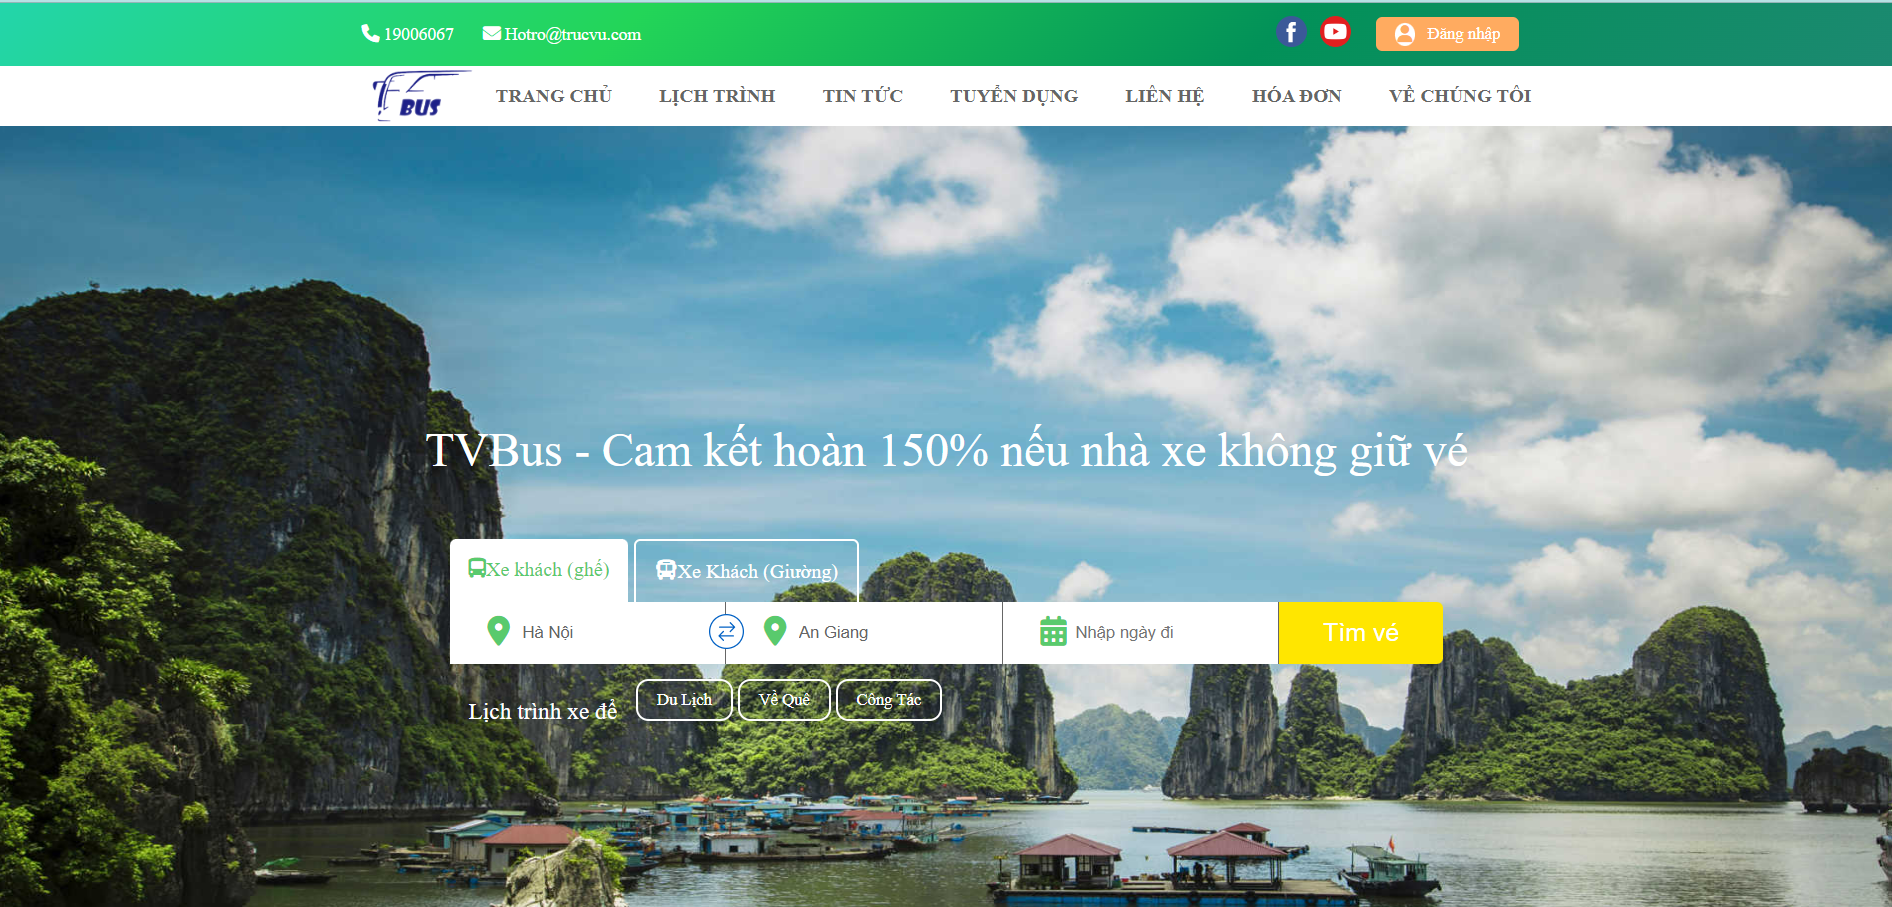 19006067 Hotro@trucvu.com Đăng nhập
BUS
TRANG CHỦ LỊCH TRÌNH TIN TỨC TUYỂN DỤNG LIÊN HỆ HÓA ĐƠN VỀ CHÚNG TÔI
TVBus - Cam kết hoàn 150% nếu nhà xe không giữ vé
Xe khách (ghế) Xe Khách (Giường)
Hà Nội An Giang Nhập ngày đi Tìm vé
Lịch trình xe để Du Lịch Về Quê Công Tác